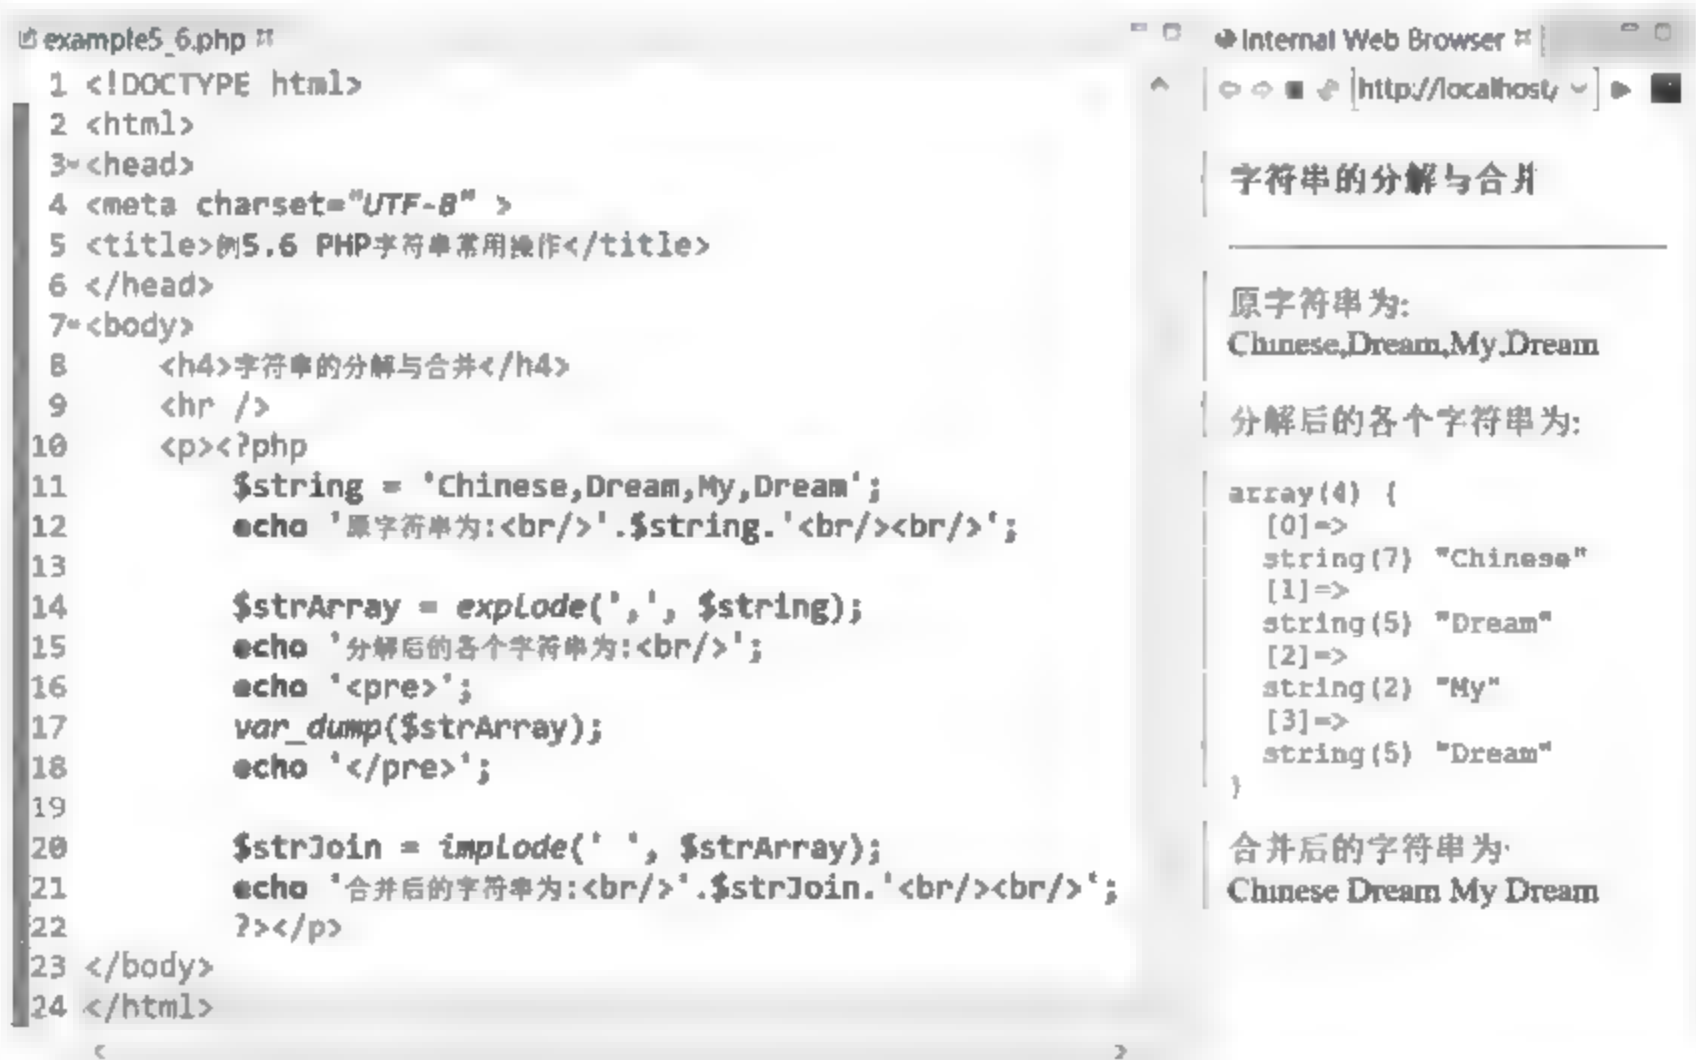 example5_6.php
1 <!DOCTYPE html>
2 <html>
3 <head>
4 <meta charset="UTF-8" >
5 <title>例5.6 PHP字符串常用操作</title>
6 </head>
7 <body>
8 <h4>字符串的分解与合并</h4>
9 <hr />
10 <p><?php
11 $string = 'Chinese,Dream,My,Dream';
12 echo '原字符串为:<br/>'.$string.'<br/><br/>';
13
14 $strArray = explode(',', $string);
15 echo '分解后的各个字符串为:<br/>';
16 echo '<pre>';
17 var_dump($strArray);
18 echo '</pre>';
19
20 $strJoin = implode(' ', $strArray);
21 echo '合并后的字符串为:<br/>'.$strJoin.'<br/><br/>';
22 ?></p>
23 </body>
24 </html>
Internal Web Browser
http://localhost/
字符串的分解与合并
原字符串为:
Chinese,Dream,My,Dream
分解后的各个字符串为:
array(4) {
[0]=>
string(7) "Chinese"
[1]=>
string(5) "Dream"
[2]=>
string(2) "My"
[3]=>
string(5) "Dream"
}
合并后的字符串为:
Chinese Dream My Dream